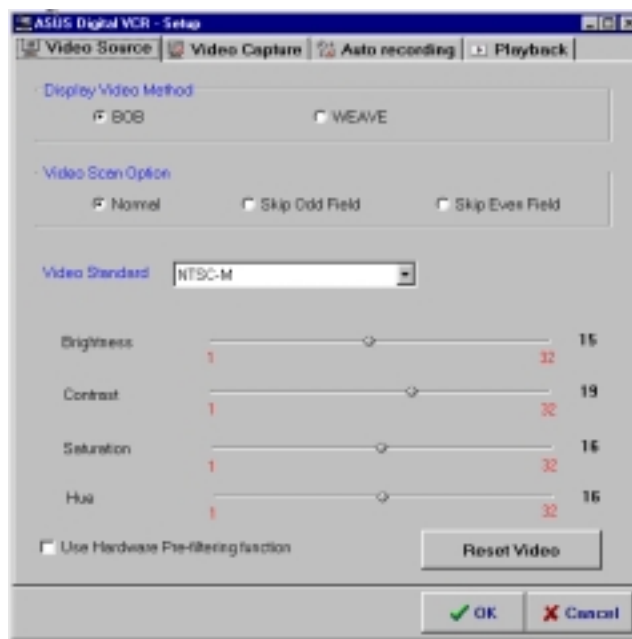 ASUS Digital VCR - Setup
Video Source Video Capture Auto recording Playback
Display Video Method
BOB WEAVE
Video Scan Option
Normal Skip Odd Field Skip Even Field
Video Standard NTSC-M
Brightness 15
1 32
Contrast 19
1 32
Saturation 16
1 32
Hue 16
1 32
Use Hardware Pre-filtering function Reset Video
OK Cancel